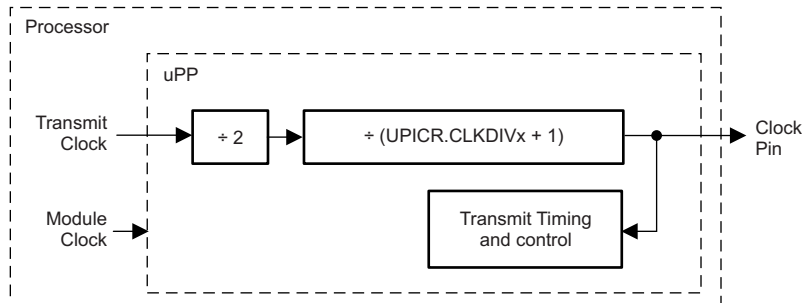 Processor
uPP
Transmit
Clock
÷ 2
÷ (UPICR.CLKDIVx + 1)
Clock
Pin
Module
Clock
Transmit Timing
and control